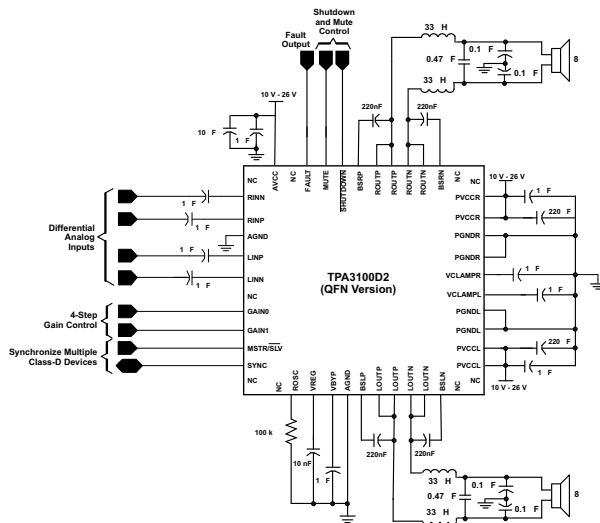 Shutdown
and Mute
Control
Fault
Output
33 H
0.1 F
0.47 F
8
33 H
0.1 F
10 V - 26 V
220nF
220nF
10 F
1 F
AVCC
NC
FAULT
MUTE
SHUTDOWN
BSRP
ROUTP
ROUTP
ROUTN
ROUTN
BSRN
NC
10 V - 26 V
NC
RINN
RINP
AGND
LINP
LINN
NC
GAIN0
GAIN1
MSTR/SLV
SYNC
NC
1 F
1 F
1 F
1 F
Differential
Analog
Inputs
4-Step
Gain Control
Synchronize Multiple
Class-D Devices
TPA3100D2
(QFN Version)
NC
PVCCR
PVCCR
PGNDR
PGNDR
VCLAMPR
VCLAMPL
PGNDL
PGNDL
PVCCL
PVCCL
NC
1 F
220 F
1 F
1 F
220 F
1 F
10 V - 26 V
NC
ROSC
VREG
VBYP
AGND
BSLP
LOUTP
LOUTP
LOUTN
LOUTN
BSLN
NC
100 k
10 nF
1 F
220nF
220nF
33 H
0.1 F
0.47 F
8
33 H
0.1 F